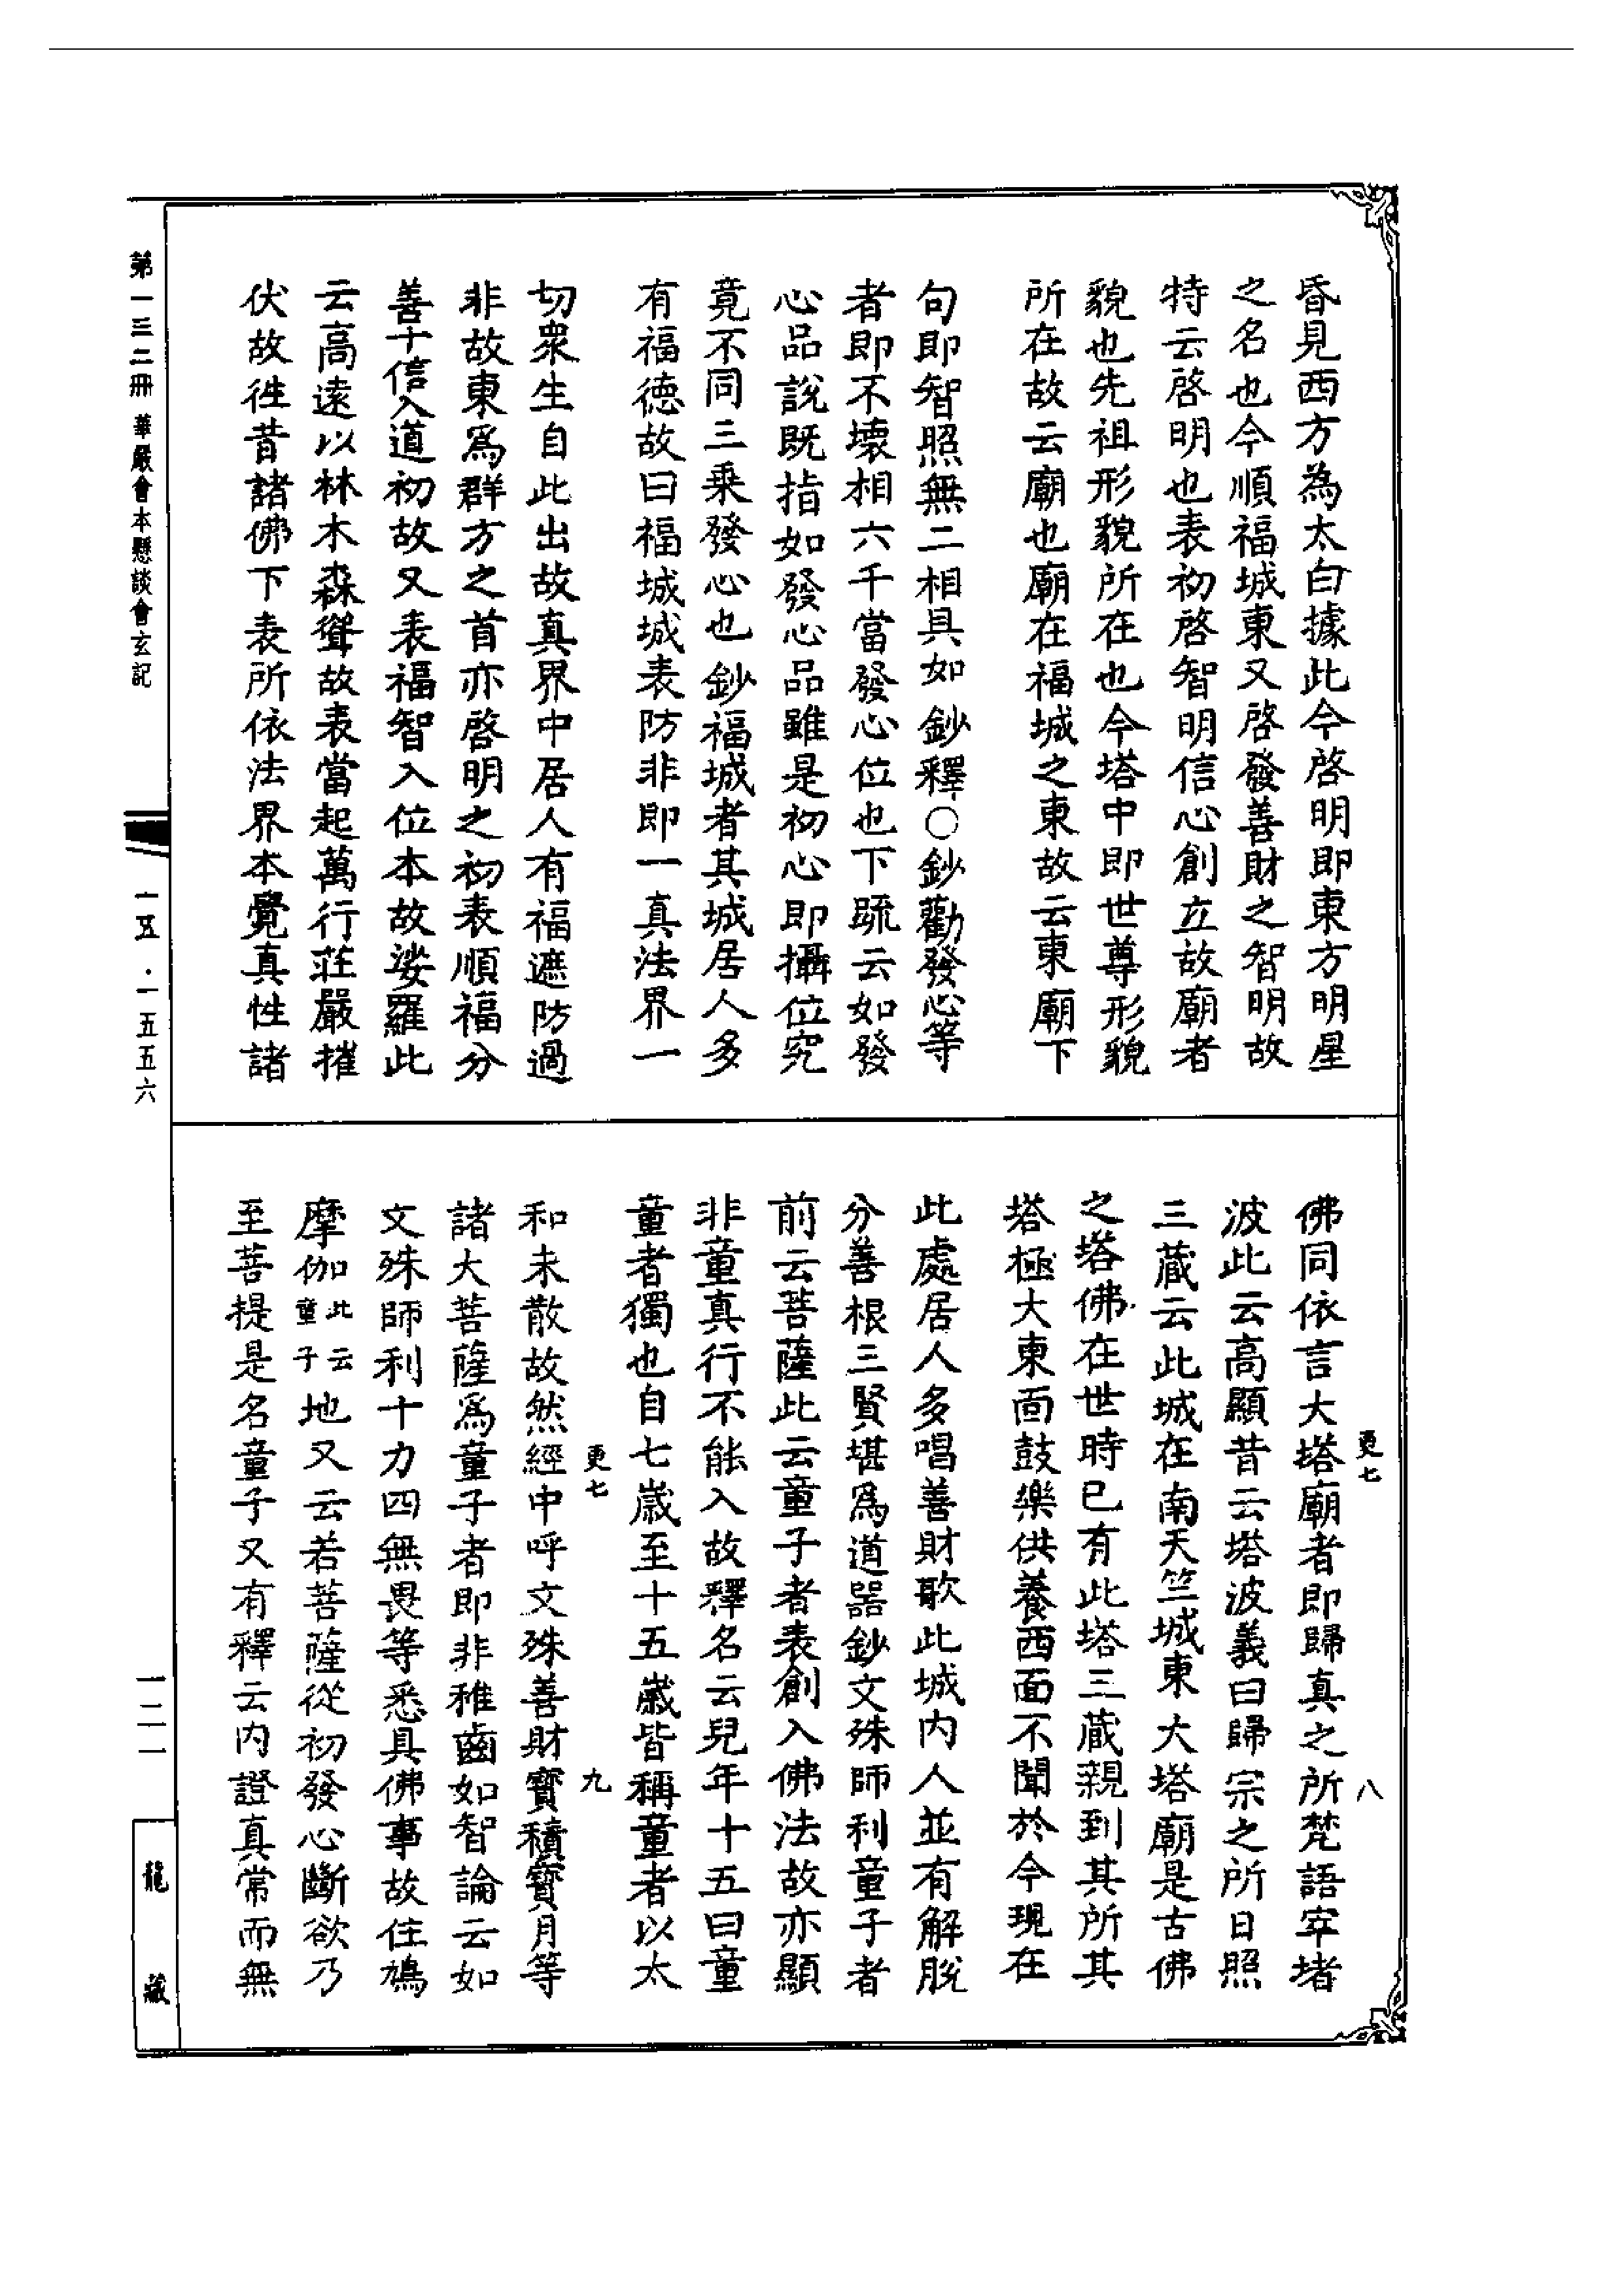 昏見西方為太白據此今啓明即東方明星
之名也今順福城東又啓發善財之智明故
特云啓明也表初啓智明信心創立故廟者
貌也先祖形貌所在也今塔中即世尊形貌
所在故云廟也廟在福城之東故云東廟下
句即智照無二相具如鈔釋○鈔勸發心等
者即不壞相六千當發心位也下疏云如發
心品說既指如發心品雖是初心即攝位究
竟不同三乗發心也鈔福城者其城居人多
有福德故曰福城城表防非即一真法界一
切衆生自此出故真界中居人有福遮防過
非故東爲群方之首亦啓明之初表順福分
善十信入道初故又表福智入位本故娑羅此
云高遠以林木森聳故表當起萬行莊嚴摧
伏故徃昔諸佛下表所依法界本覺真性諸
更七　八
佛同依言大塔廟者即歸真之所梵語窣堵
波此云高顯昔云塔波義曰歸宗之所日照
三藏云此城在南天竺城東大塔廟是古佛
之塔佛在世時已有此塔三藏親到其所其
塔極大東面鼓樂供養西面不聞於今現在
此處居人多唱善財歌此城內人並有解脫
分善根三賢堪爲道器鈔文殊師利童子者
前云菩薩此云童子者表創入佛法故亦顯
非童真行不能入故釋名云兒年十五曰童
童者獨也自七歲至十五歲皆稱童者以太
更七　九
和未散故然經中呼文殊善財寶積寶月等
諸大菩薩爲童子者即非稚齒如智論云如
文殊師利十力四無畏等悉具佛事故住鳩
摩伽此云童子地又云若菩薩從初發心斷欲乃
至菩提是名童子又有釋云內證真常而無
第一三二冊　華嚴會本懸談會玄記
一五．一五五六
一二一
龍藏